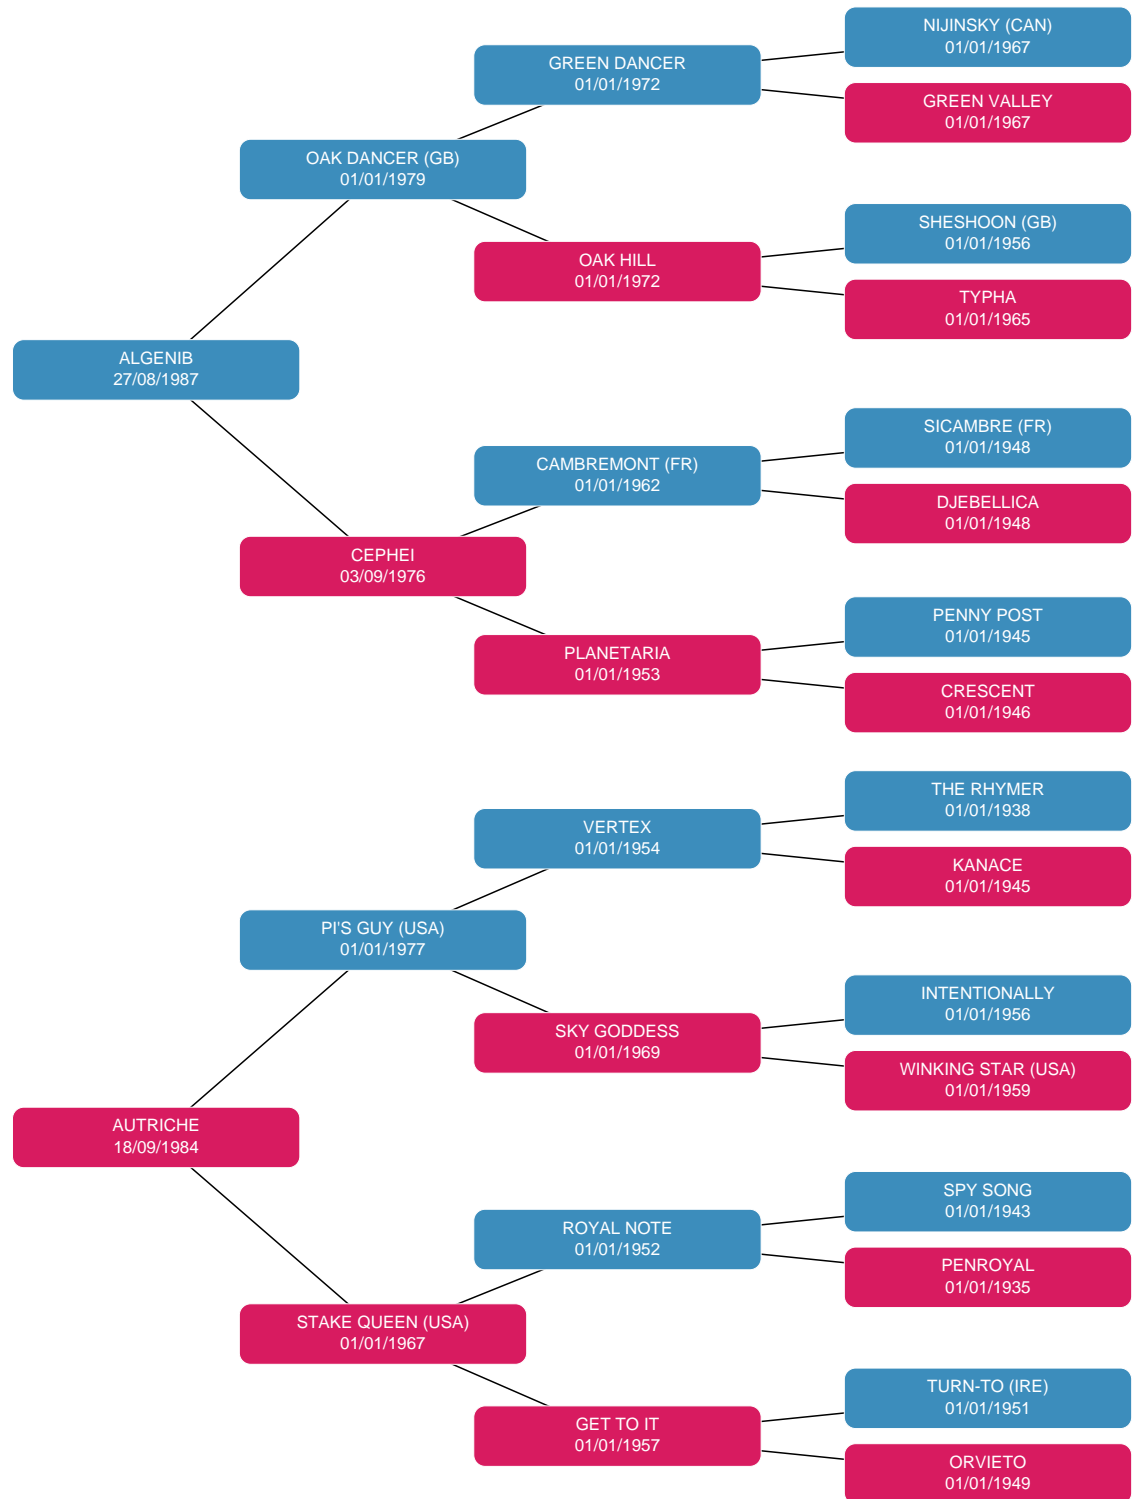 NIJINSKY (CAN)
01/01/1967
GREEN DANCER
01/01/1972
GREEN VALLEY
01/01/1967
OAK DANCER (GB)
01/01/1979
SHESHOON (GB)
01/01/1956
OAK HILL
01/01/1972
TYPHA
01/01/1965
ALGENIB
27/08/1987
SICAMBRE (FR)
01/01/1948
CAMBREMONT (FR)
01/01/1962
DJEBELLICA
01/01/1948
CEPHEI
03/09/1976
PENNY POST
01/01/1945
PLANETARIA
01/01/1953
CRESCENT
01/01/1946
THE RHYMER
01/01/1938
VERTEX
01/01/1954
KANACE
01/01/1945
PI'S GUY (USA)
01/01/1977
INTENTIONALLY
01/01/1956
SKY GODDESS
01/01/1969
WINKING STAR (USA)
01/01/1959
AUTRICHE
18/09/1984
SPY SONG
01/01/1943
ROYAL NOTE
01/01/1952
PENROYAL
01/01/1935
STAKE QUEEN (USA)
01/01/1967
TURN-TO (IRE)
01/01/1951
GET TO IT
01/01/1957
ORVIETO
01/01/1949